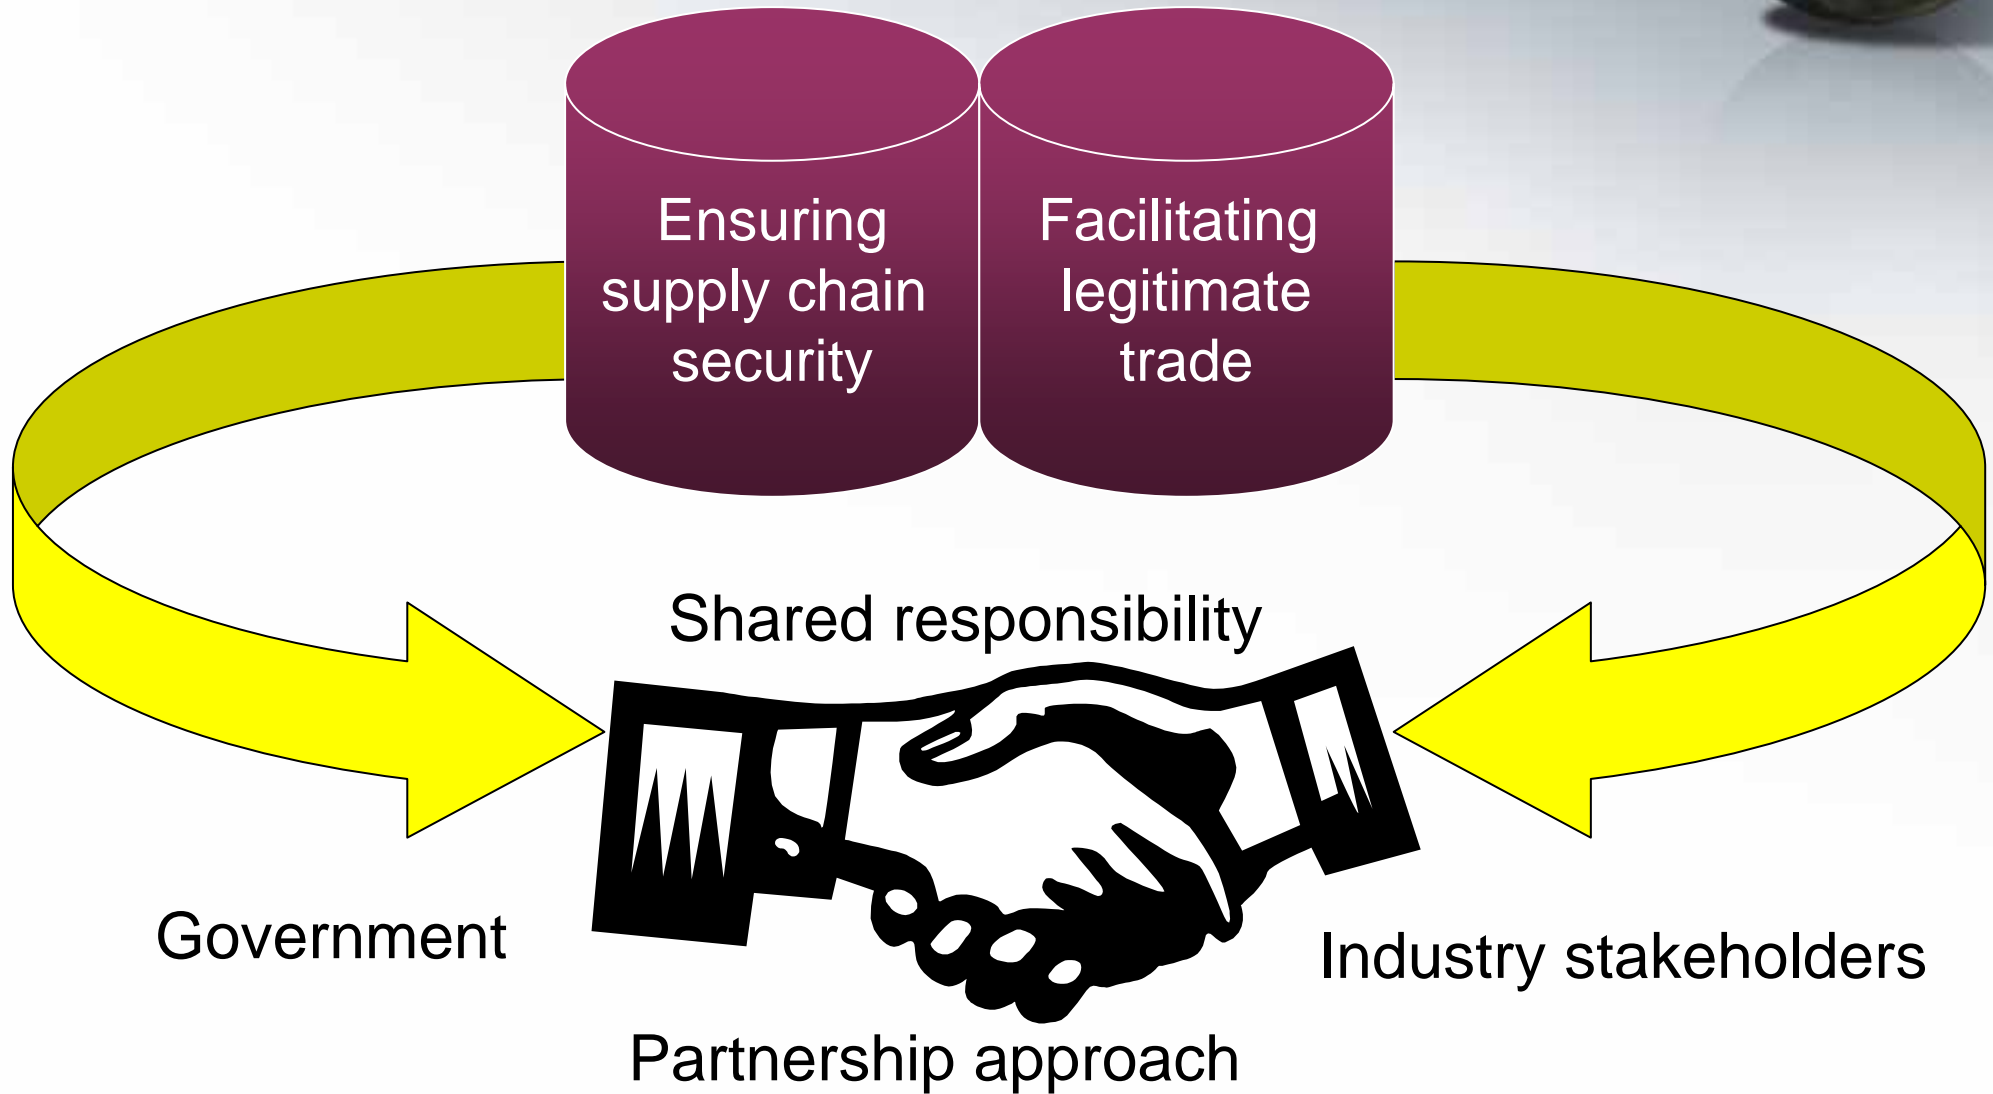 Ensuring
supply chain
security
Facilitating
legitimate
trade
Shared responsibility
Government
Industry stakeholders
Partnership approach